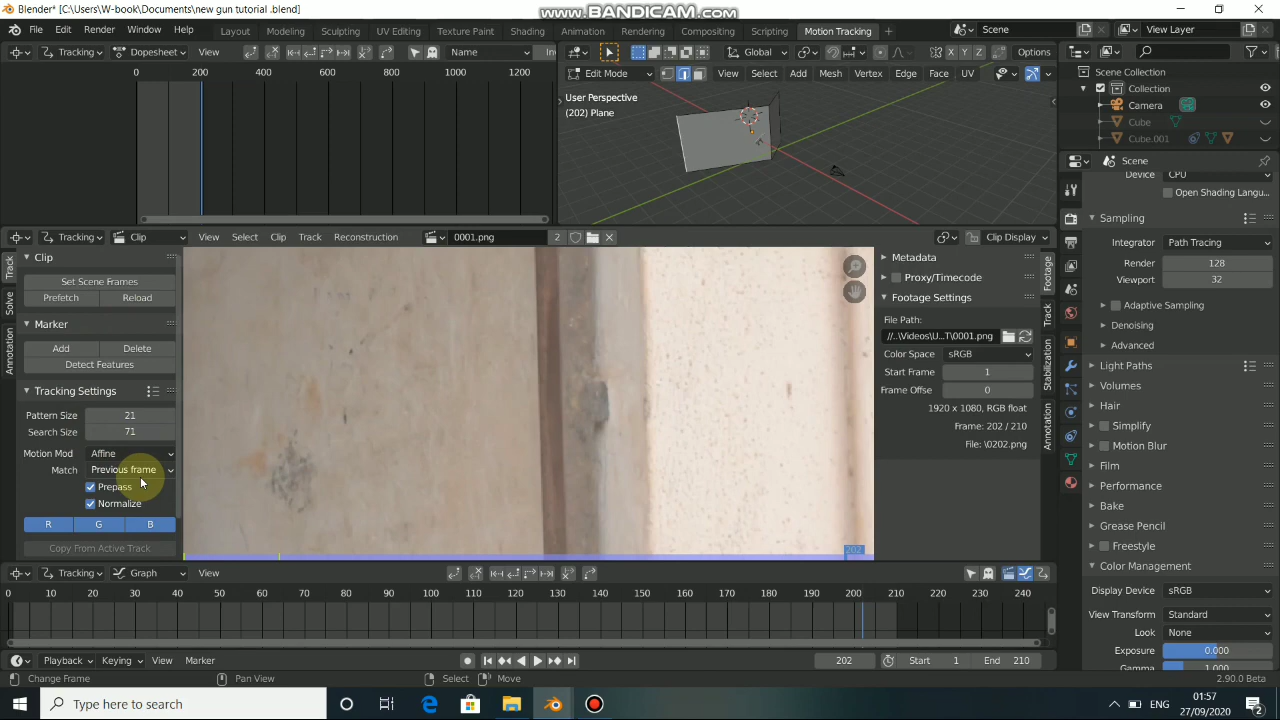 Blender* [C:\Users\W-book\Documents\new gun tutorial .blend]
www.BANDICAM.com
File Edit Render Window Help Layout Modeling Sculpting UV Editing Texture Paint Shading Animation Rendering Compositing Scripting Motion Tracking + Scene View Layer
Tracking Dopesheet View Name In
Global X Y Z Options
0 200 400 600 800 1000 1200
Edit Mode View Select Add Mesh Vertex Edge Face UV
User Perspective
(202) Plane
Scene Collection
Collection
Camera
Cube
Cube.001
Scene
Device CPU
Open Shading Langu...
Sampling
Integrator Path Tracing
Render 128
Viewport 32
Adaptive Sampling
Denoising
Advanced
Light Paths
Volumes
Hair
Simplify
Motion Blur
Film
Performance
Bake
Grease Pencil
Freestyle
Color Management
Display Device sRGB
View Transform Standard
Look None
Exposure 0.000
Gamma 1.000
Tracking Clip View Select Clip Track Reconstruction 0001.png 2 Clip Display
Track
Solve
Annotation
Clip
Set Scene Frames
Prefetch Reload
Marker
Add Delete
Detect Features
Tracking Settings
Pattern Size 21
Search Size 71
Motion Mod Affine
Match Previous frame
Prepass
Normalize
R G B
Copy From Active Track
202
Metadata
Proxy/Timecode
Footage Settings
File Path:
//..\Videos\U...T\0001.png
Color Space sRGB
Start Frame 1
Frame Offse 0
1920 x 1080, RGB float
Frame: 202 / 210
File: .\0202.png
Footage
Track
Stabilization
Annotation
Tracking Graph View
0 10 20 30 40 50 60 70 80 90 100 110 120 130 140 150 160 170 180 190 200 210 220 230 240
Playback Keying View Marker 202 Start 1 End 210
Change Frame Pan View Select Move 2.90.0 Beta
Type here to search
01:57
27/09/2020
2